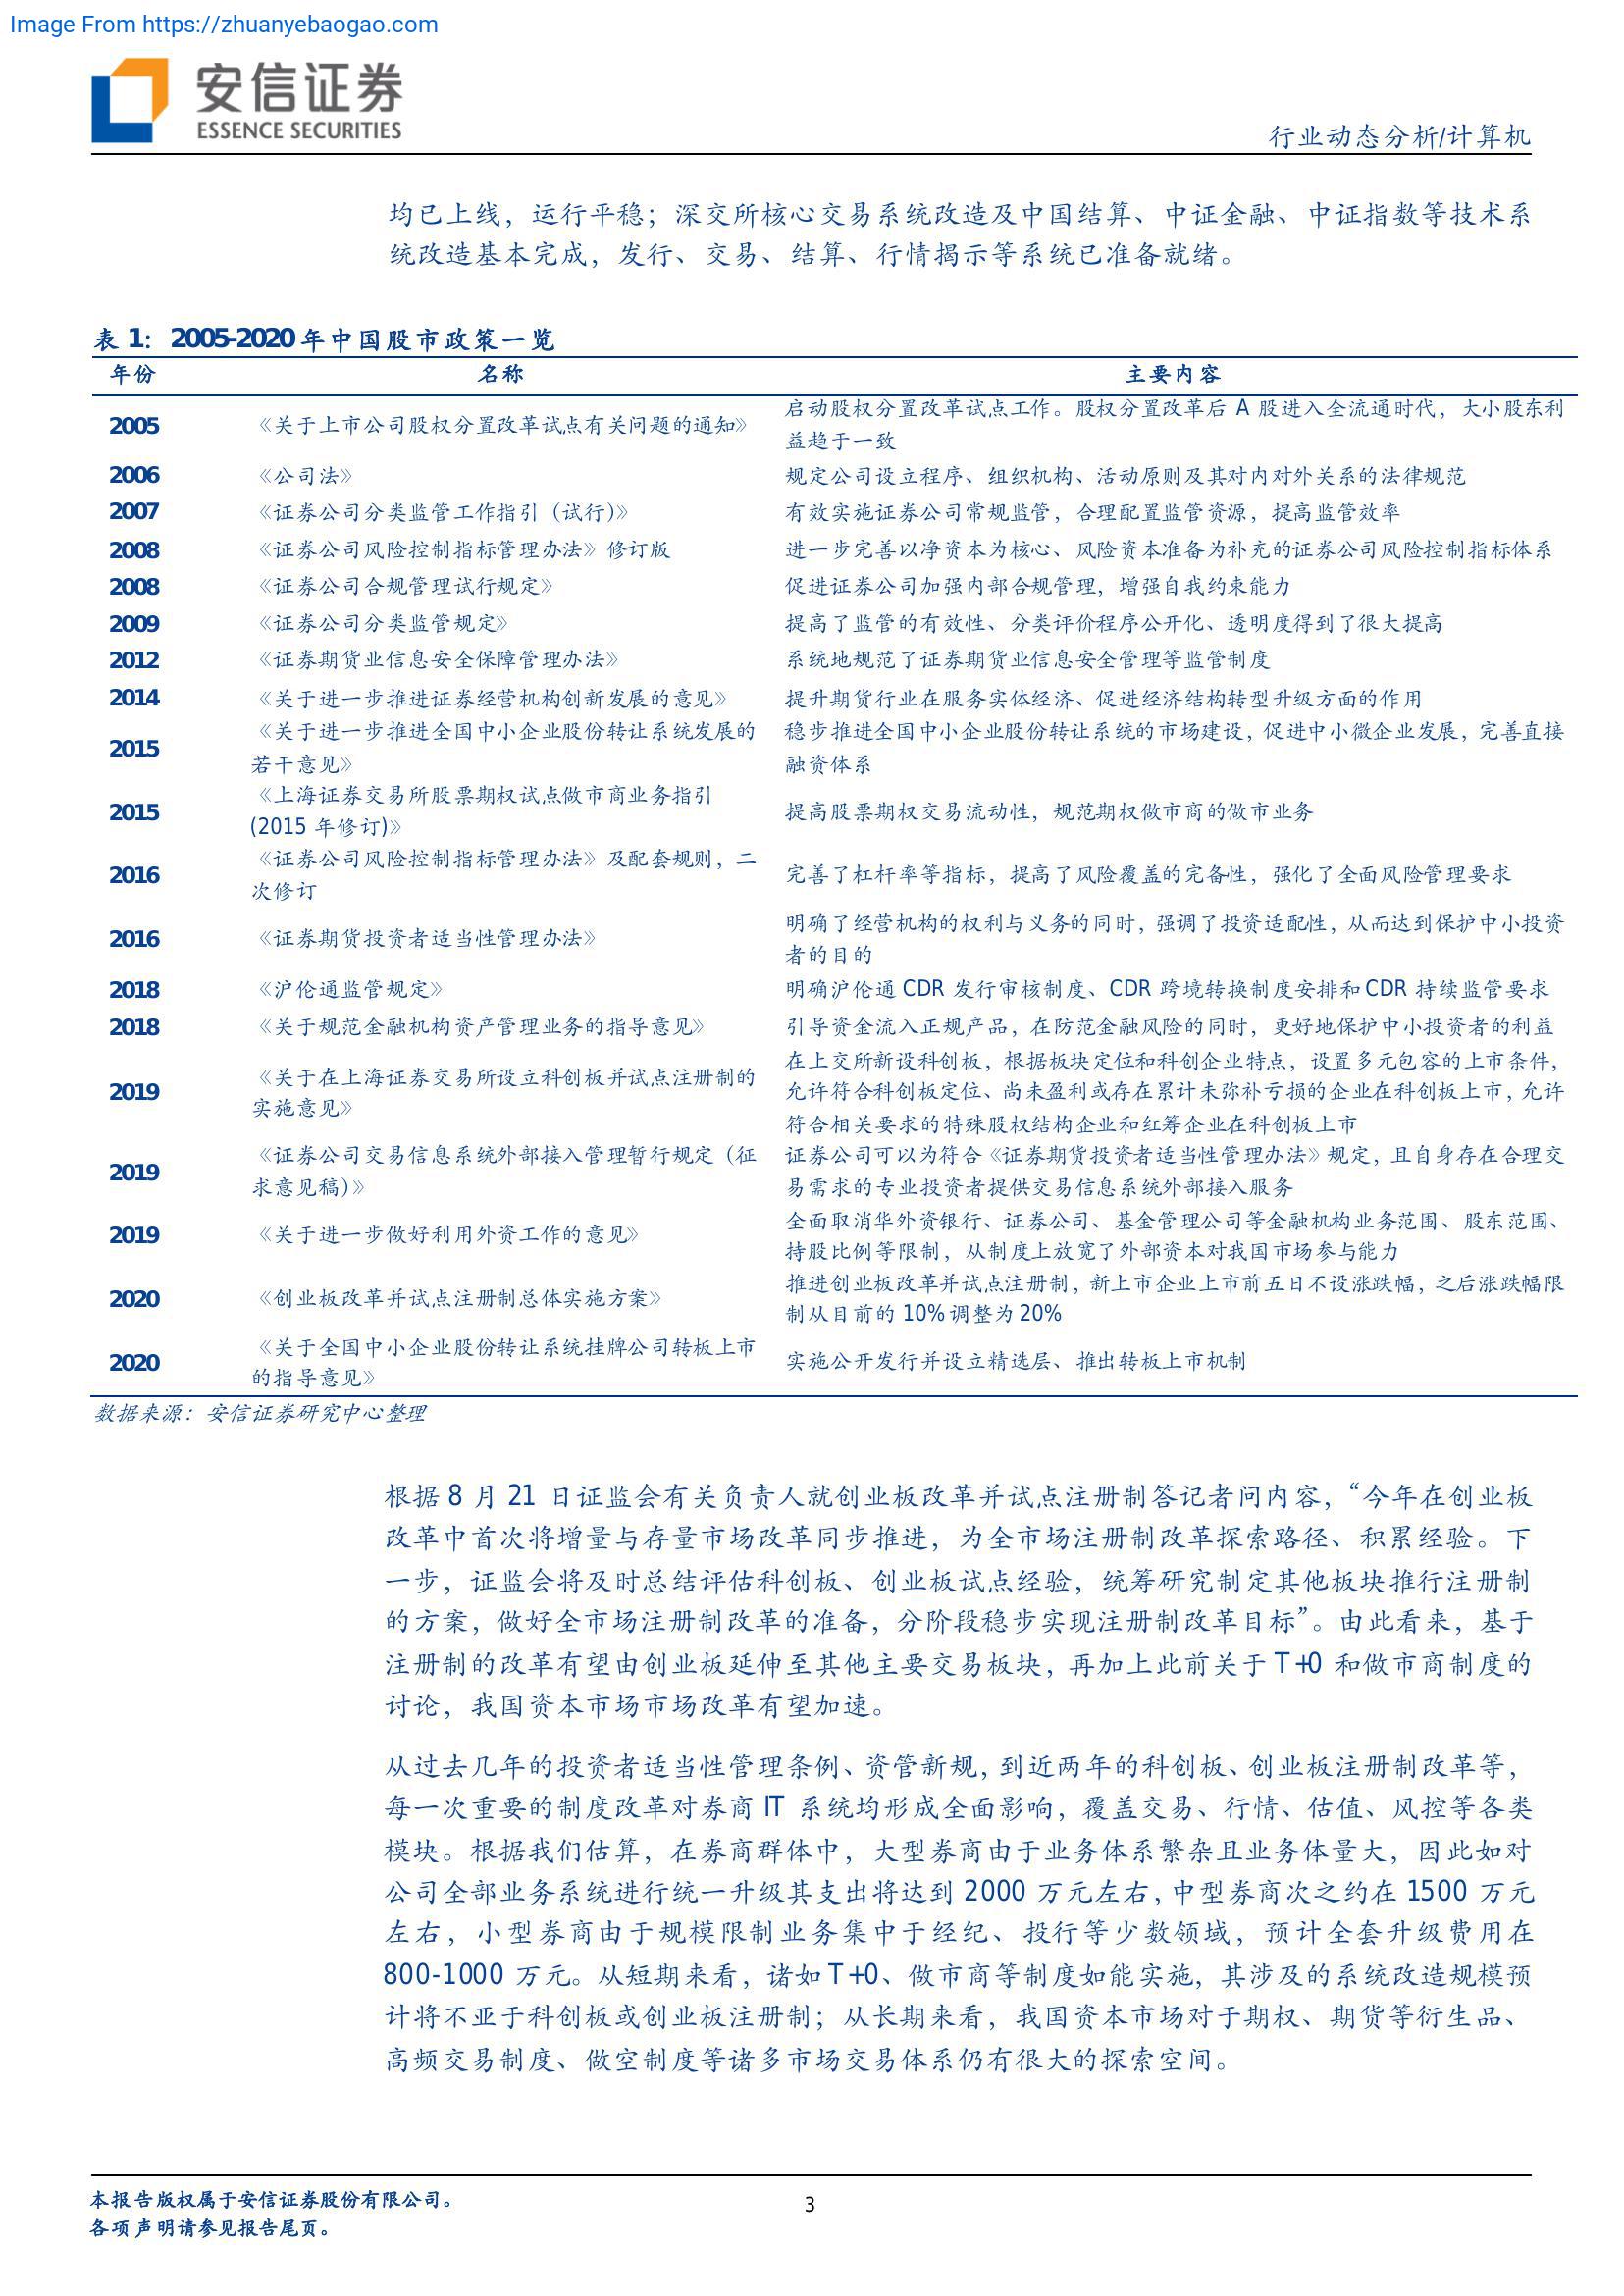 Image From https://zhuanyebaogao.com
安信证券
ESSENCE SECURITIES
行业动态分析/计算机
均已上线，运行平稳；深交所核心交易系统改造及中国结算、中证金融、中证指数等技术系
统改造基本完成，发行、交易、结算、行情揭示等系统已准备就绪。
表 1：2005-2020 年中国股市政策一览
年份 名称 主要内容
2005 《关于上市公司股权分置改革试点有关问题的通知》 启动股权分置改革试点工作。股权分置改革后 A 股进入全流通时代，大小股东利
益趋于一致
2006 《公司法》 规定公司设立程序、组织机构、活动原则及其对内对外关系的法律规范
2007 《证券公司分类监管工作指引（试行）》 有效实施证券公司常规监管，合理配置监管资源，提高监管效率
2008 《证券公司风险控制指标管理办法》修订版 进一步完善以净资本为核心、风险资本准备为补充的证券公司风险控制指标体系
2008 《证券公司合规管理试行规定》 促进证券公司加强内部合规管理，增强自我约束能力
2009 《证券公司分类监管规定》 提高了监管的有效性、分类评价程序公开化、透明度得到了很大提高
2012 《证券期货业信息安全保障管理办法》 系统地规范了证券期货业信息安全管理等监管制度
2014 《关于进一步推进证券经营机构创新发展的意见》 提升期货行业在服务实体经济、促进经济结构转型升级方面的作用
2015 《关于进一步推进全国中小企业股份转让系统发展的
若干意见》 稳步推进全国中小企业股份转让系统的市场建设，促进中小微企业发展，完善直接
融资体系
2015 《上海证券交易所股票期权试点做市商业务指引
(2015 年修订)》 提高股票期权交易流动性，规范期权做市商的做市业务
2016 《证券公司风险控制指标管理办法》及配套规则，二
次修订 完善了杠杆率等指标，提高了风险覆盖的完备性，强化了全面风险管理要求
2016 《证券期货投资者适当性管理办法》 明确了经营机构的权利与义务的同时，强调了投资适配性，从而达到保护中小投资
者的目的
2018 《沪伦通监管规定》 明确沪伦通 CDR 发行审核制度、CDR 跨境转换制度安排和 CDR 持续监管要求
2018 《关于规范金融机构资产管理业务的指导意见》 引导资金流入正规产品，在防范金融风险的同时，更好地保护中小投资者的利益
2019 《关于在上海证券交易所设立科创板并试点注册制的
实施意见》 在上交所新设科创板，根据板块定位和科创企业特点，设置多元包容的上市条件，
允许符合科创板定位、尚未盈利或存在累计未弥补亏损的企业在科创板上市，允许
符合相关要求的特殊股权结构企业和红筹企业在科创板上市
2019 《证券公司交易信息系统外部接入管理暂行规定（征
求意见稿）》 证券公司可以为符合《证券期货投资者适当性管理办法》规定，且自身存在合理交
易需求的专业投资者提供交易信息系统外部接入服务
2019 《关于进一步做好利用外资工作的意见》 全面取消华外资银行、证券公司、基金管理公司等金融机构业务范围、股东范围、
持股比例等限制，从制度上放宽了外部资本对我国市场参与能力
2020 《创业板改革并试点注册制总体实施方案》 推进创业板改革并试点注册制，新上市企业上市前五日不设涨跌幅，之后涨跌幅限
制从目前的 10%调整为 20%
2020 《关于全国中小企业股份转让系统挂牌公司转板上市
的指导意见》 实施公开发行并设立精选层、推出转板上市机制
数据来源：安信证券研究中心整理
根据 8 月 21 日证监会有关负责人就创业板改革并试点注册制答记者问内容，“今年在创业板
改革中首次将增量与存量市场改革同步推进，为全市场注册制改革探索路径、积累经验。下
一步，证监会将及时总结评估科创板、创业板试点经验，统筹研究制定其他板块推行注册制
的方案，做好全市场注册制改革的准备，分阶段稳步实现注册制改革目标”。由此看来，基于
注册制的改革有望由创业板延伸至其他主要交易板块，再加上此前关于 T+0 和做市商制度的
讨论，我国资本市场市场改革有望加速。
从过去几年的投资者适当性管理条例、资管新规，到近两年的科创板、创业板注册制改革等，
每一次重要的制度改革对券商 IT 系统均形成全面影响，覆盖交易、行情、估值、风控等各类
模块。根据我们估算，在券商群体中，大型券商由于业务体系繁杂且业务体量大，因此如对
公司全部业务系统进行统一升级其支出将达到 2000 万元左右，中型券商次之约在 1500 万元
左右，小型券商由于规模限制业务集中于经纪、投行等少数领域，预计全套升级费用在
800-1000 万元。从短期来看，诸如 T+0、做市商等制度如能实施，其涉及的系统改造规模预
计将不亚于科创板或创业板注册制；从长期来看，我国资本市场对于期权、期货等衍生品、
高频交易制度、做空制度等诸多市场交易体系仍有很大的探索空间。
本报告版权属于安信证券股份有限公司。
各项声明请参见报告尾页。
3